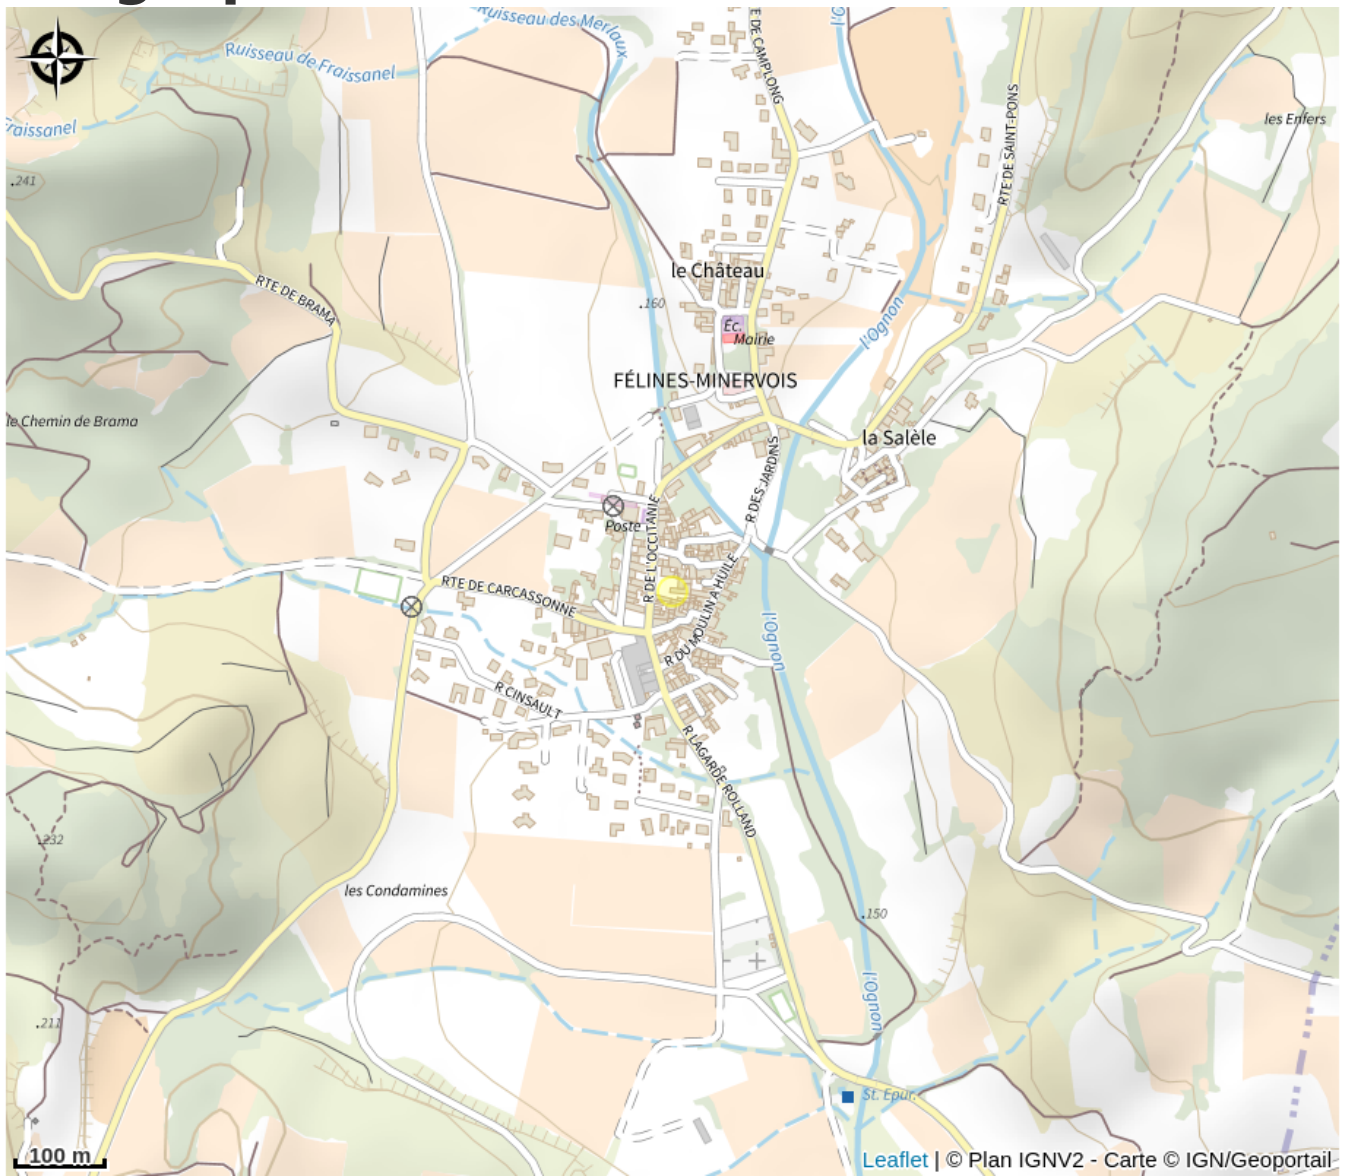 Ruisseau des Merlaux
Ruisseau de Fraissanel
Fraissanel
E DE CAMPLONG
l'O
RTE DE SAINT-PONS
les Enfers
.241
le Château
RTE DE BRAMA
.160
l'Ognon
Éc.
Mairie
FÉLINES-MINERVOIS
le Chemin de Brama
la Salèle
R DES JARDINS
Poste
R DE L'OCCITANIE
RTE DE CARCASSONNE
R DU MOULIN A HUILE
l'Ognon
R CINSAULT
R LAGARDE ROLLAND
.232
les Condamines
.150
l'Ognon
.211
St. Epur.
100 m
Leaflet | © Plan IGNV2 - Carte © IGN/Geoportail